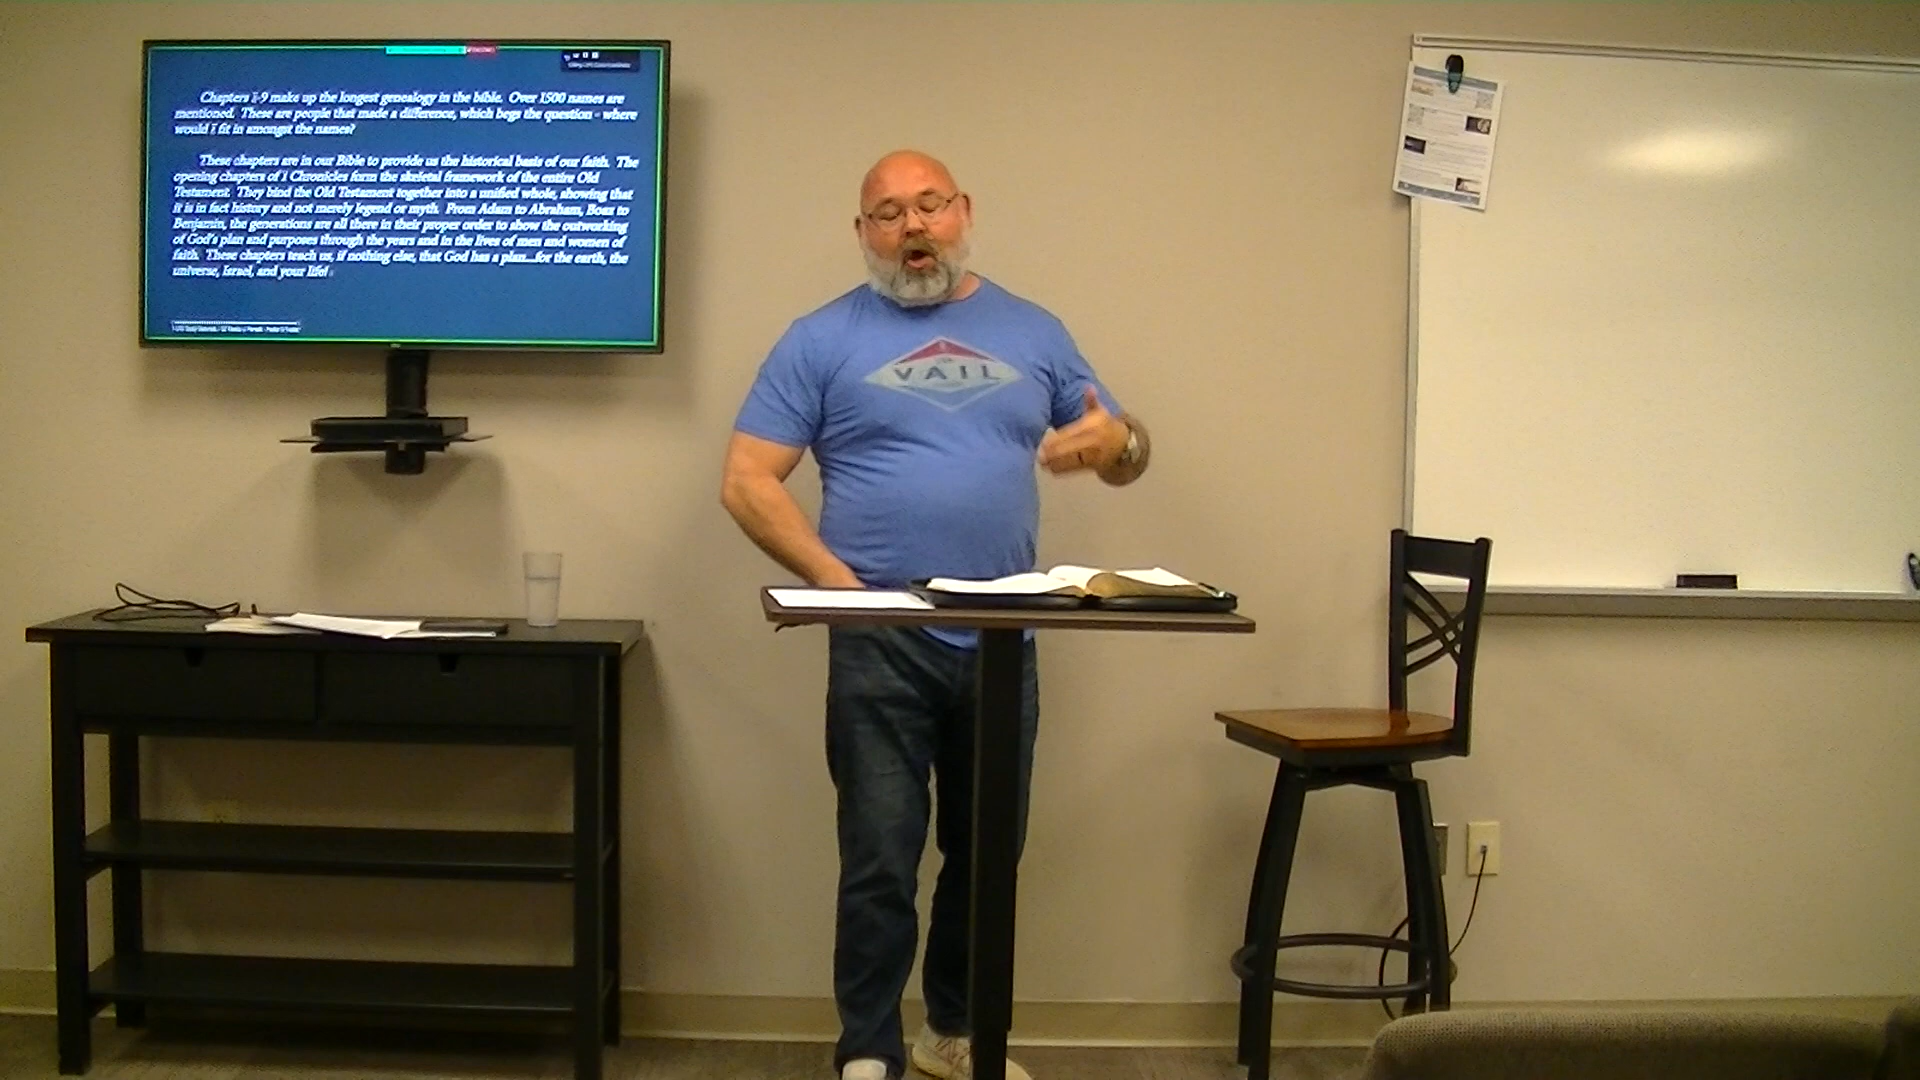 Chapters 1-9 make up the longest genealogy in the bible. Over 1500 names are
mentioned. These are people that made a difference, which begs the question - where
would I fit in amongst the names?
These chapters are in our Bible to provide us the historical basis of our faith. The
opening chapters of 1 Chronicles form the skeletal framework of the entire Old
Testament. They bind the Old Testament together into a unified whole, showing that
it is in fact history and not merely legend or myth. From Adam to Abraham, Boaz to
Benjamin, the generations are all there in their proper order to show the outworking
of God's plan and purposes through the years and in the lives of men and women of
faith. These chapters teach us, if nothing else, that God has a plan...for the earth, the
universe, Israel, and your life!
VAIL